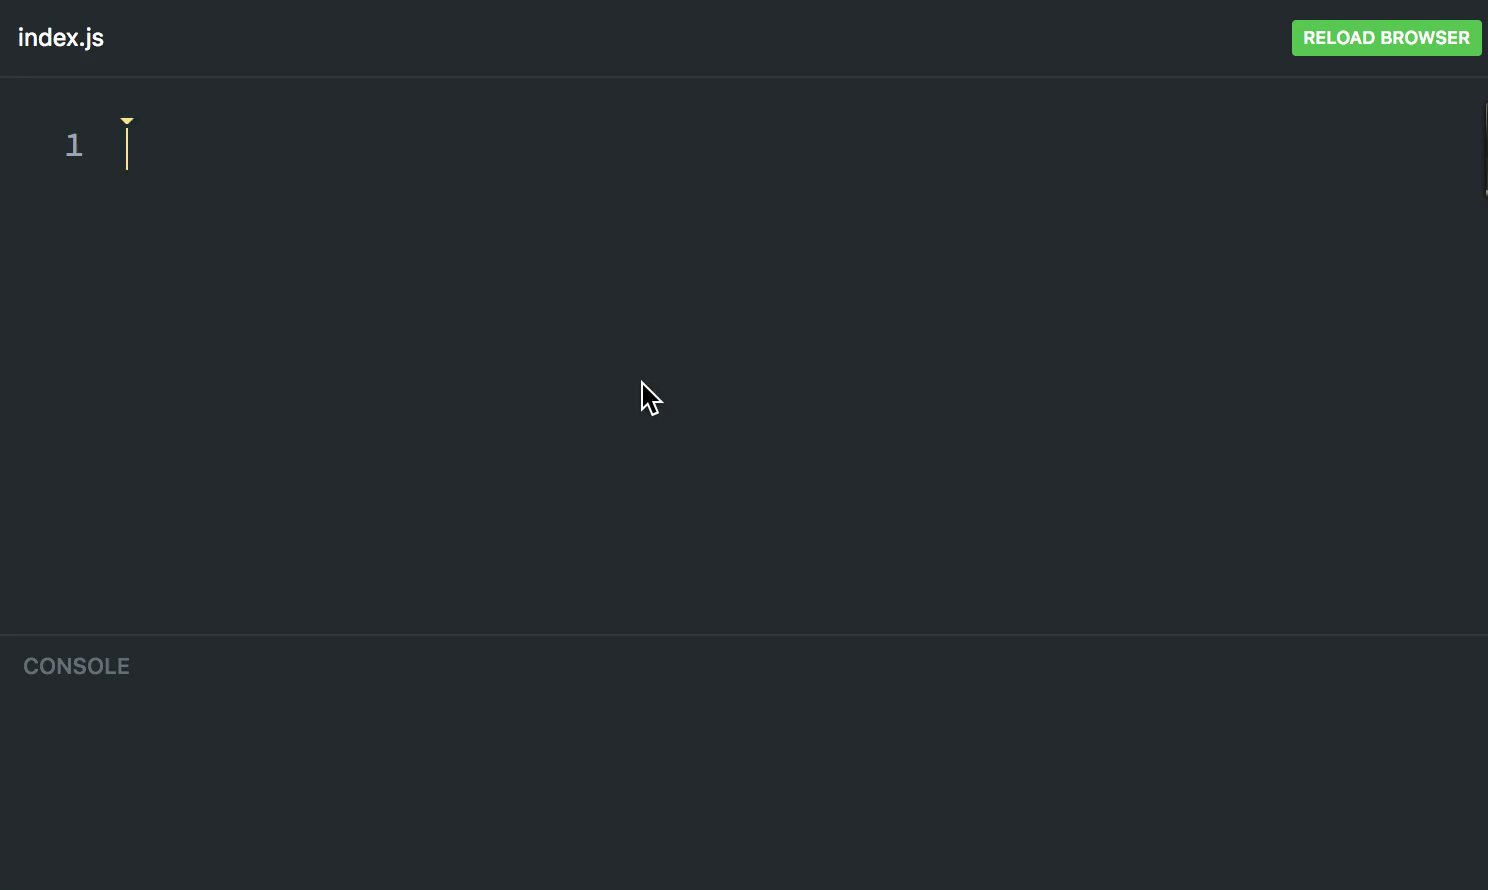 index.js
RELOAD BROWSER
1
CONSOLE